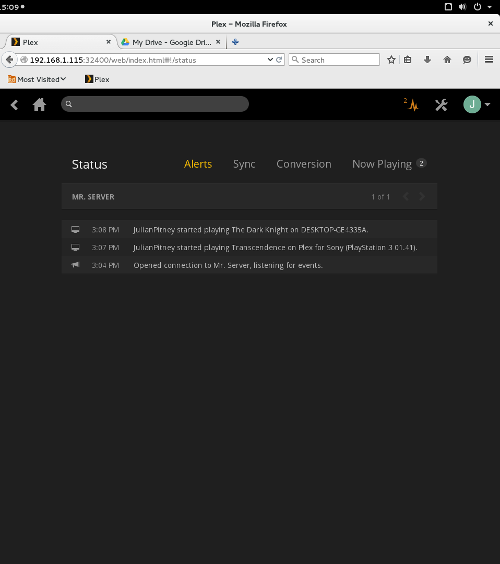 5:09
Plex – Mozilla Firefox
Plex
My Drive - Google Dri...
192.168.1.115:32400/web/index.html#!/status
Search
Most Visited
Plex
2
J
Status
Alerts
Sync
Conversion
Now Playing 2
MR. SERVER
1 of 1
3:08 PM JulianPitney started playing The Dark Knight on DESKTOP-GE4335A.
3:07 PM JulianPitney started playing Transcendence on Plex for Sony (PlayStation 3 01.41).
3:04 PM Opened connection to Mr. Server, listening for events.